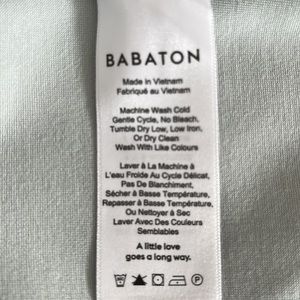 BABATON
Made in Vietnam
Fabriqué au Vietnam
Machine Wash Cold
Gentle Cycle, No Bleach,
Tumble Dry Low, Low Iron,
Or Dry Clean
Wash With Like Colours
Laver À La Machine À
L'eau Froide Au Cycle Délicat,
Pas De Blanchiment,
Sécher À Basse Température,
Repasser À Basse Température,
Ou Nettoyer À Sec
Laver Avec Des Couleurs
Semblables
A little love
goes a long way.